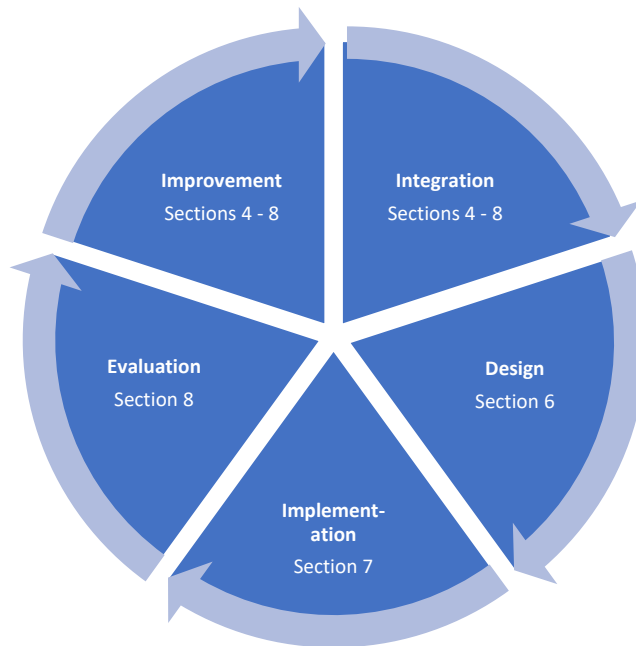 Improvement
Sections 4 - 8
Integration
Sections 4 - 8
Evaluation
Section 8
Design
Section 6
Implement-
ation
Section 7